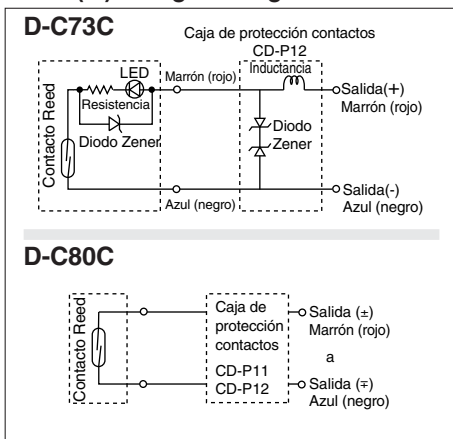 D-C73C
Caja de protección contactos
CD-P12
LED
Marrón (rojo)
Inductancia
Salida(+)
Marrón (rojo)
Resistencia
Contacto Reed
Diodo Zener
Diodo
Zener
Azul (negro)
Salida(-)
Azul (negro)
D-C80C
Contacto Reed
Caja de
protección
contactos
CD-P11
CD-P12
Salida (±)
Marrón (rojo)
a
Salida (∓)
Azul (negro)